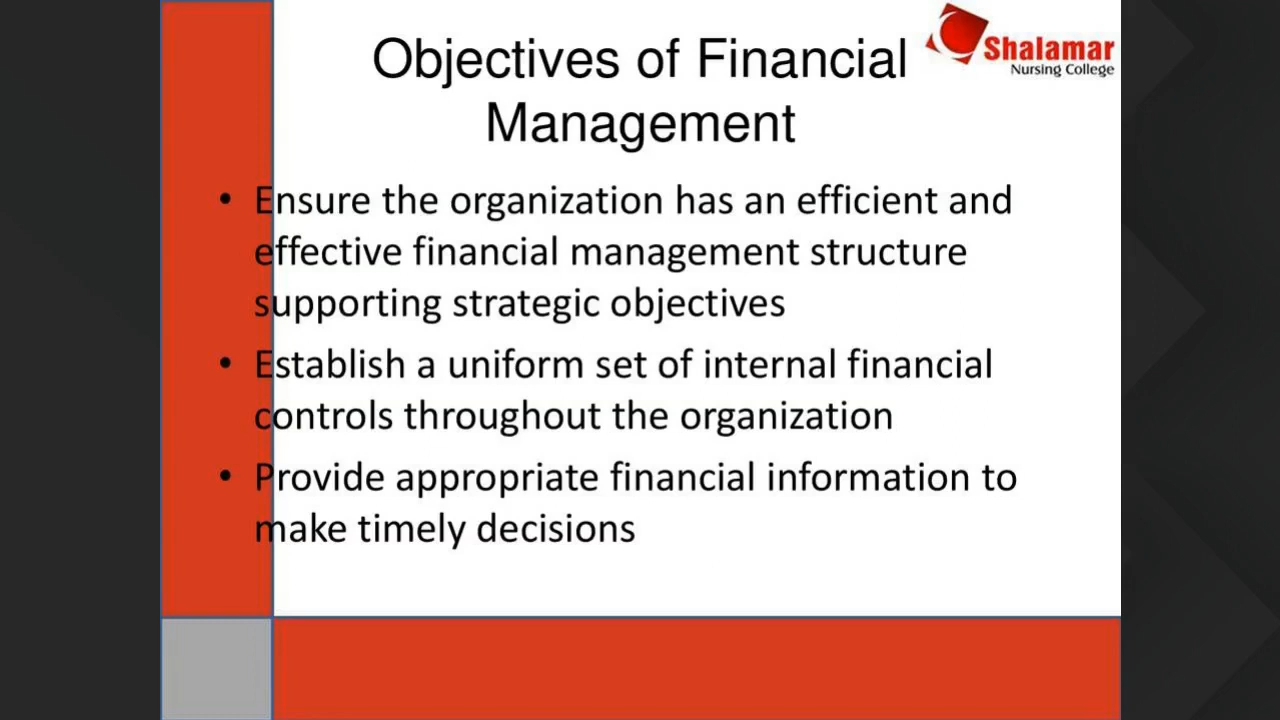 Objectives of Financial
Management
Shalamar
Nursing College
• Ensure the organization has an efficient and
effective financial management structure
supporting strategic objectives
• Establish a uniform set of internal financial
controls throughout the organization
• Provide appropriate financial information to
make timely decisions